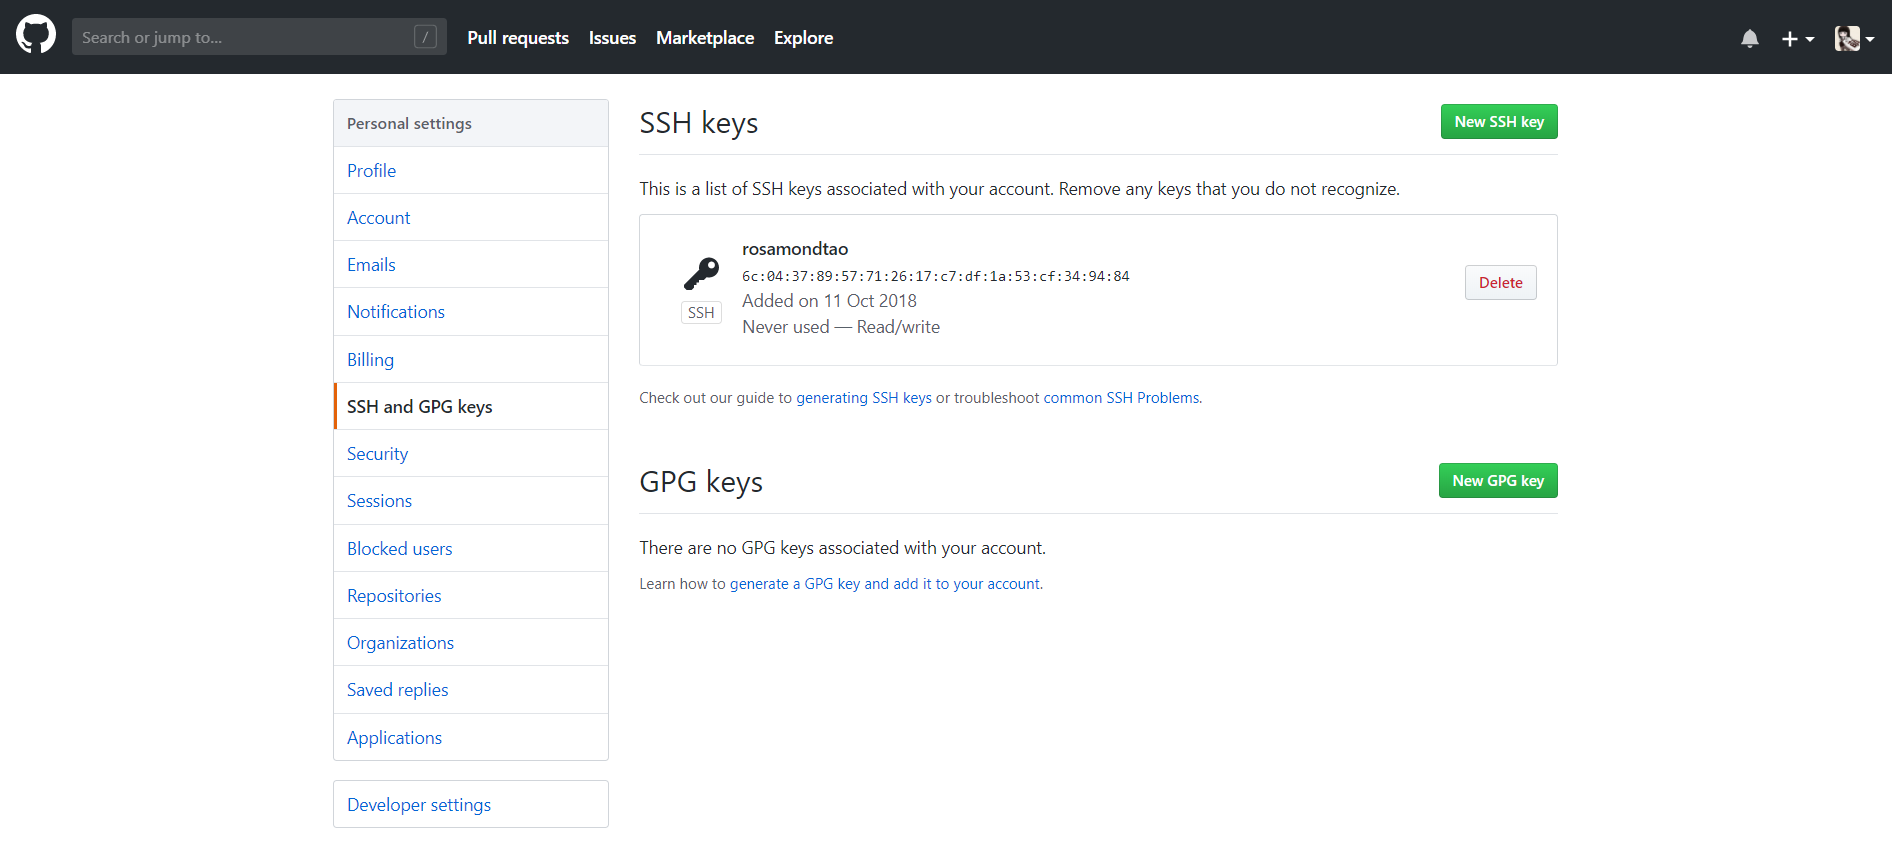 Search or jump to...
/
Pull requests Issues Marketplace Explore
Personal settings
Profile
Account
Emails
Notifications
Billing
SSH and GPG keys
Security
Sessions
Blocked users
Repositories
Organizations
Saved replies
Applications
Developer settings
SSH keys
New SSH key
This is a list of SSH keys associated with your account. Remove any keys that you do not recognize.
SSH
rosamondtao
6c:04:37:89:57:71:26:17:c7:df:1a:53:cf:34:94:84
Added on 11 Oct 2018
Never used — Read/write
Delete
Check out our guide to generating SSH keys or troubleshoot common SSH Problems.
GPG keys
New GPG key
There are no GPG keys associated with your account.
Learn how to generate a GPG key and add it to your account.